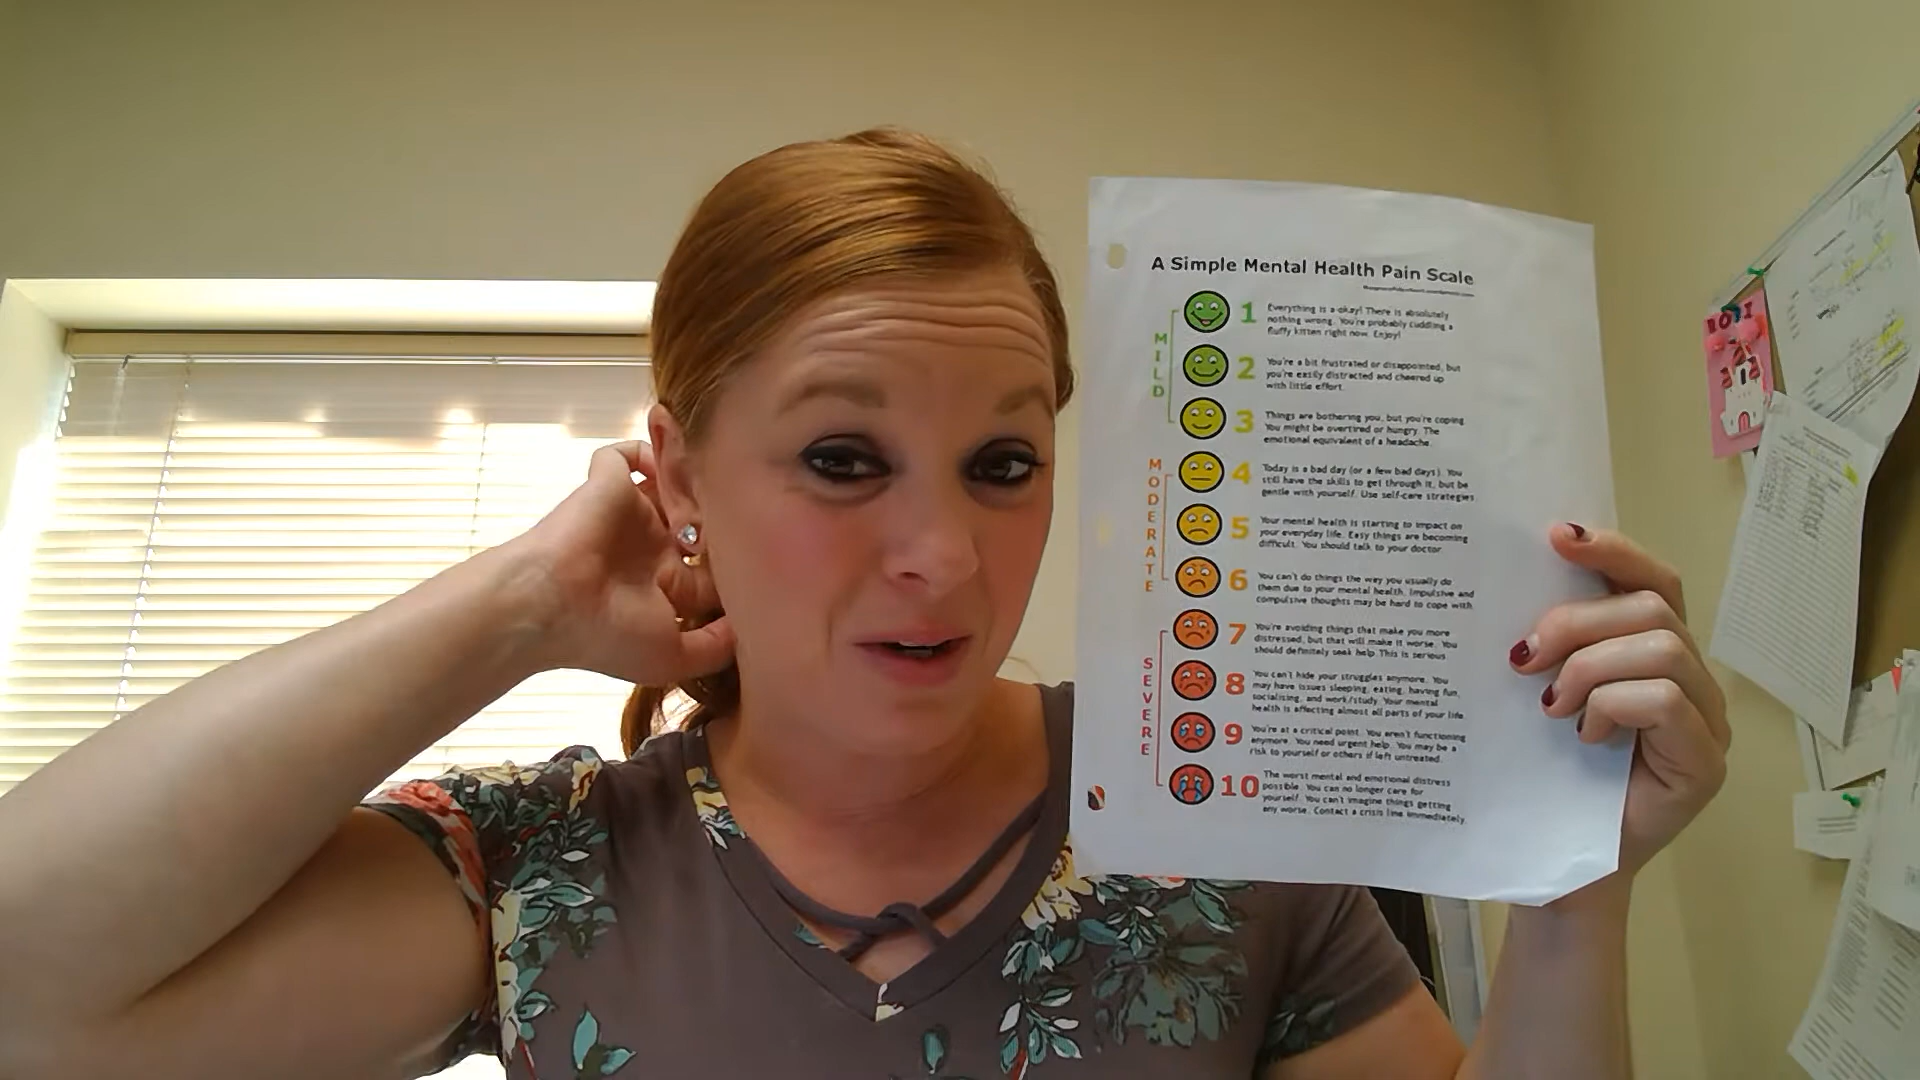 A Simple Mental Health Pain Scale
MILD
1 Everything is a-okay! There is absolutely
nothing wrong. You're probably cuddling a
fluffy kitten right now. Enjoy!
2 You're a bit frustrated or disappointed, but
you're easily distracted and cheered up
with little effort.
3 Things are bothering you, but you're coping.
You might be overtired or hungry. The
emotional equivalent of a headache.
MODERATE
4 Today is a bad day (or a few bad days). You
still have the skills to get through it, but be
gentle with yourself. Use self-care strategies
5 Your mental health is starting to impact on
your everyday life. Easy things are becoming
difficult. You should talk to your doctor.
6 You can't do things the way you usually do
them due to your mental health. Impulsive and
compulsive thoughts may be hard to cope with.
SEVERE
7 You're avoiding things that make you more
distressed, but that will make it worse. You
should definitely seek help. This is serious.
8 You can't hide your struggles anymore. You
may have issues sleeping, eating, having fun,
socialising, and work/study. Your mental
health is affecting almost all parts of your life.
9 You're at a critical point. You aren't functioning
anymore. You need urgent help. You may be a
risk to yourself or others if left untreated.
10 The worst mental and emotional distress
possible. You can no longer care for
yourself. You can't imagine things getting
any worse. Contact a crisis line immediately.